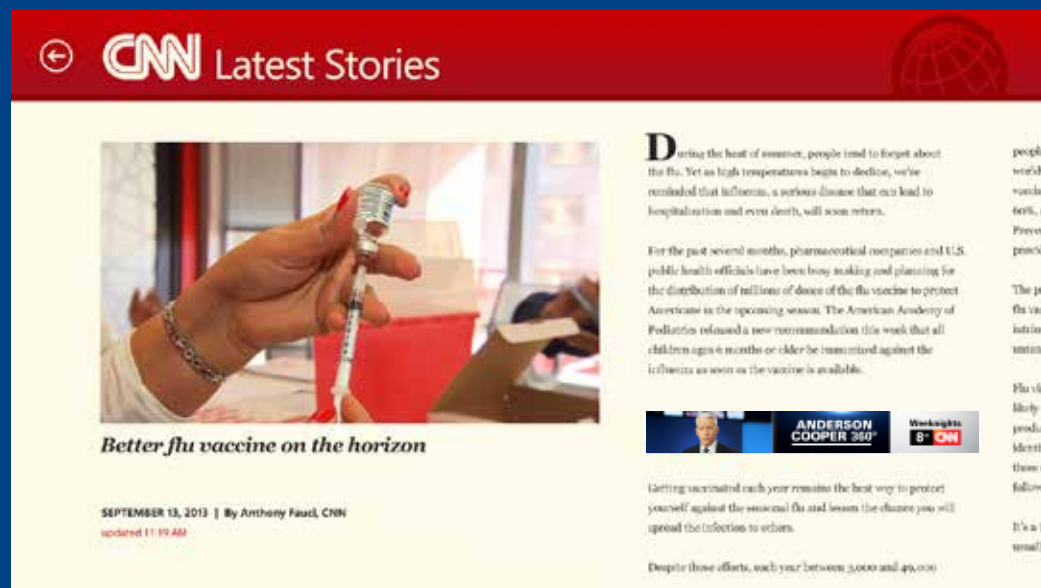 CNN Latest Stories
Better flu vaccine on the horizon
SEPTEMBER 13, 2013 | By Anthony Fauci, CNN
updated 11:19 AM
During the heat of summer, people tend to forget about
the flu. Yet as high temperatures begin to decline, we're
reminded that influenza, a serious disease that can lead to
hospitalization and even death, will soon return.
For the past several months, pharmaceutical companies and U.S.
public health officials have been busy making and planning for
the distribution of millions of doses of the flu vaccine to protect
Americans in the upcoming season. The American Academy of
Pediatrics released a new recommendation this week that all
children ages 6 months or older be immunized against the
influenza as soon as the vaccine is available.
ANDERSON
COOPER 360°
Weeknights
8 CNN
Getting vaccinated each year remains the best way to protect
yourself against the seasonal flu and lessen the chance you will
spread the infection to others.
Despite these efforts, each year between 3,000 and 49,000
60%,
The
It's a